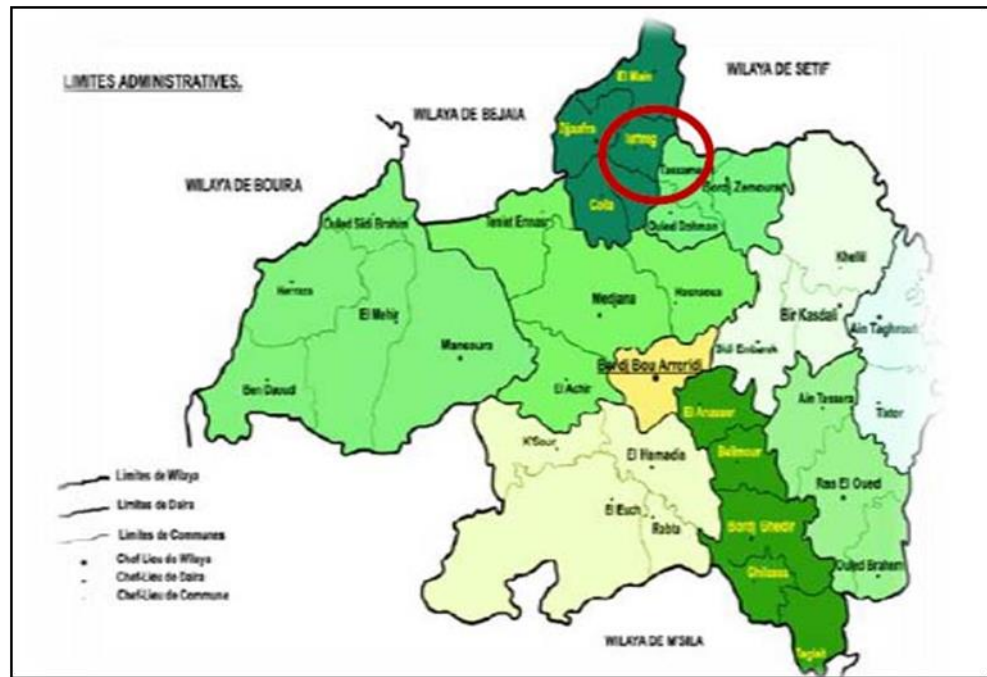 LIMITES ADMINISTRATIVES.
WILAYA DE SETIF
WILAYA DE BEJAIA
WILAYA DE BOUIRA
El Main
Djaafra
Colla
Bordj Zemoura
Ouled Dahman
Ouled Sidi Brahim
Teniet Ennasr
Khelil
Haraza
El Mehir
Medjana
Hasnaoua
Bir Kasdali
Ain Taghrout
Mansoura
Sidi Embarek
Bordj Bou Arreridj
Ben Daoud
El Achir
Ain Tassera
Tixter
El Anasser
K'Sour
El Hamadia
Belimour
Ras El Oued
El Euch
Rabta
Bordj Ghedir
Ghilassa
Ouled Brahem
Taglait
WILAYA DE M'SILA
Limites de Wilaya
Limites de Daira
Limites de Communes
Chef Lieu de Wilaya
Chef-Lieu de Daira
Chef-Lieu de Commune